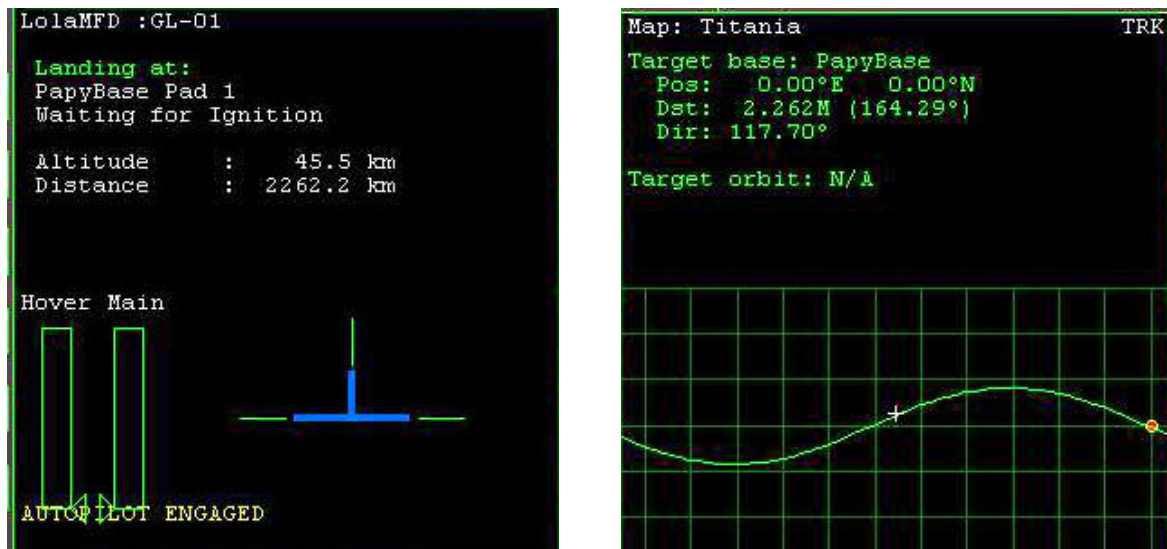 LolaMFD :GL-01
Landing at:
PapyBase Pad 1
Waiting for Ignition
Altitude : 45.5 km
Distance : 2262.2 km
Hover Main
AUTOPILOT ENGAGED
Map: Titania TRK
Target base: PapyBase
Pos: 0.00°E 0.00°N
Dst: 2.262M (164.29°)
Dir: 117.70°
Target orbit: N/A